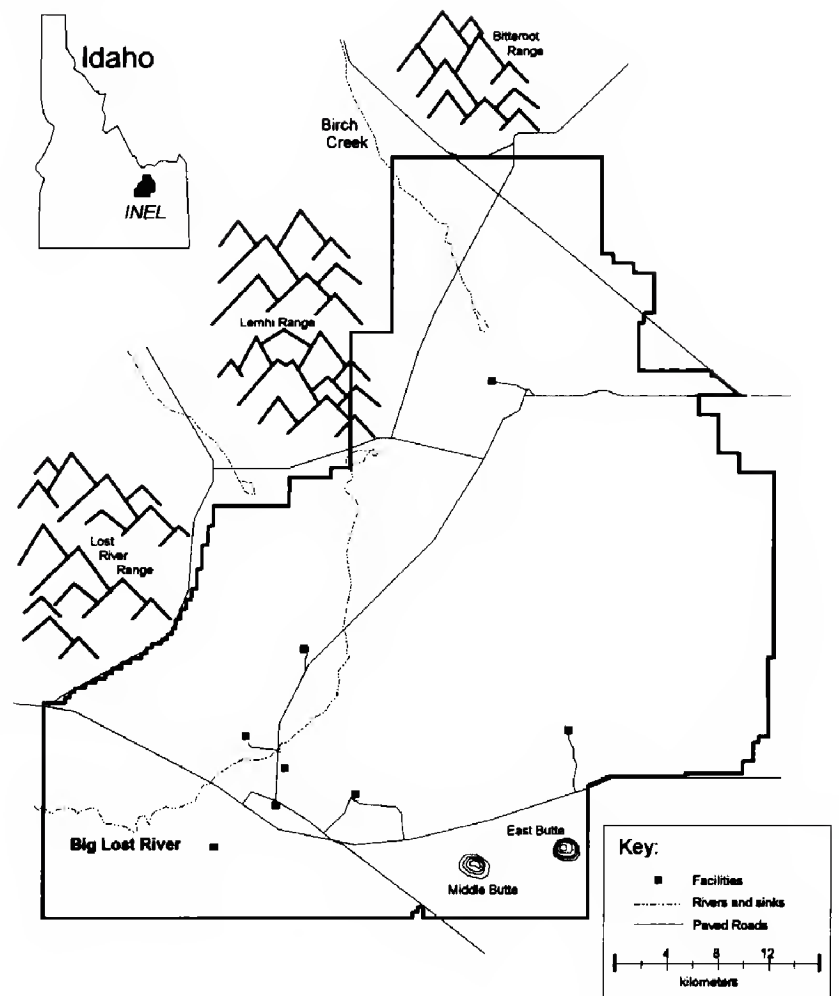 Idaho
INEL
Bitterroot
Range
Birch
Creek
Lemhi Range
Lost
River
Range
Big Lost River
East Butte
Middle Butte
Key:
Facilities
Rivers and sinks
Paved Roads
4 8 12
kilometers